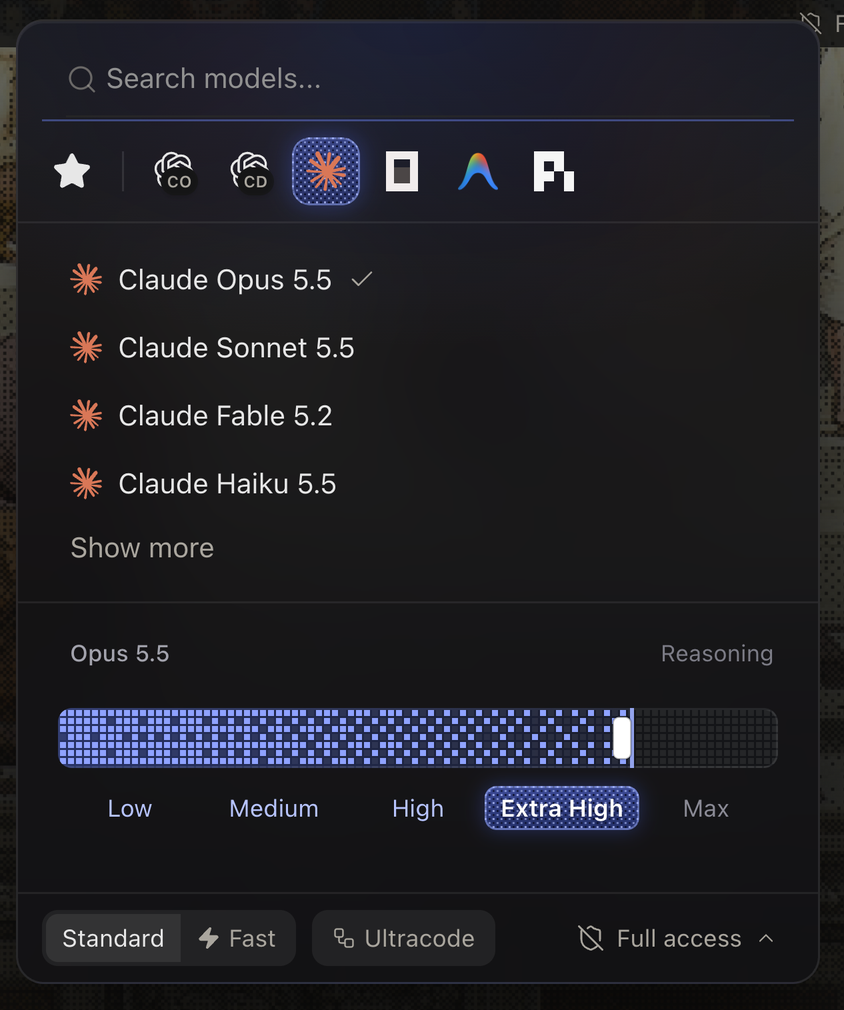 F
Search models...
CO
CD
Claude Opus 5.5
Claude Sonnet 5.5
Claude Fable 5.2
Claude Haiku 5.5
Show more
Opus 5.5 Reasoning
Low Medium High Extra High Max
Standard Fast Ultracode Full access